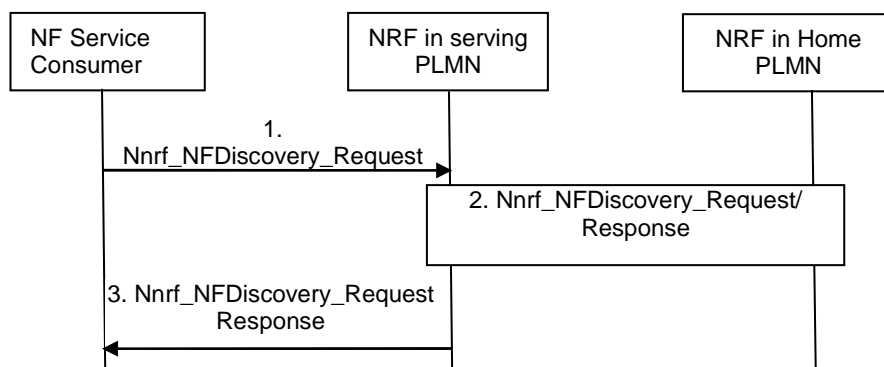 NF Service
Consumer
NRF in serving
PLMN
NRF in Home
PLMN
1.
Nnrf_NFDiscovery_Request
2. Nnrf_NFDiscovery_Request/
Response
3. Nnrf_NFDiscovery_Request
Response